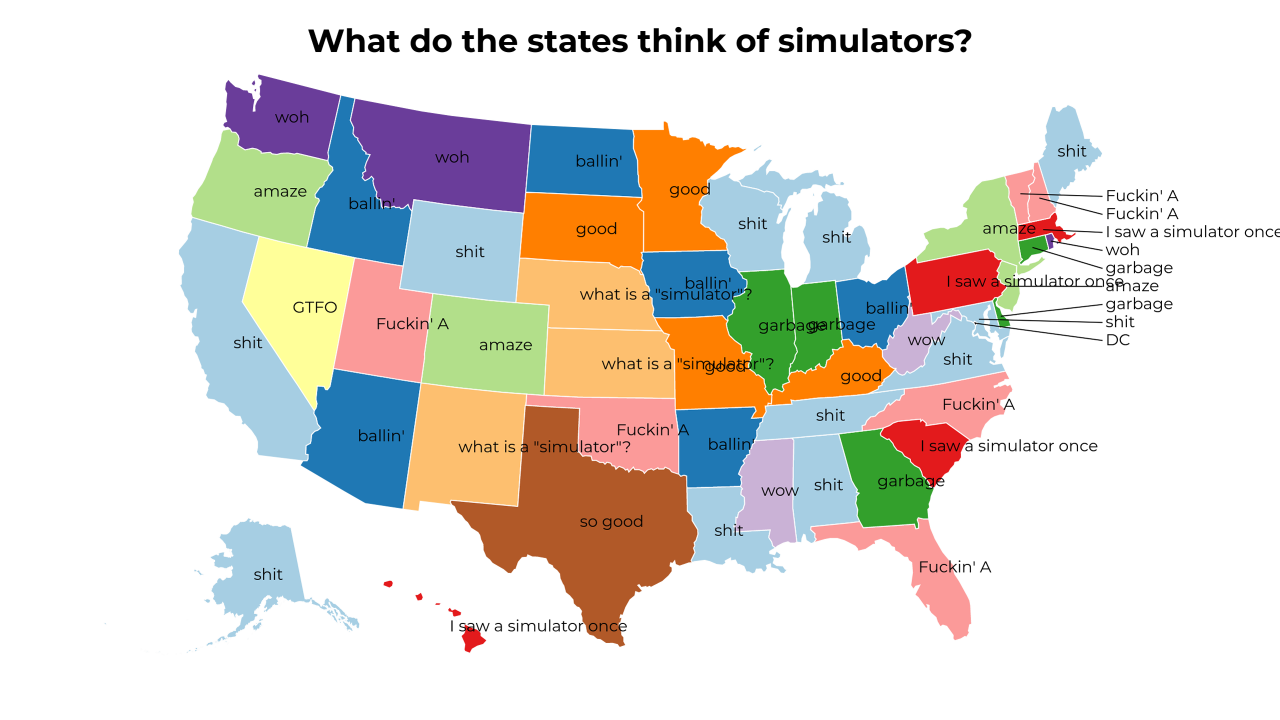 What do the states think of simulators?
woh
woh
ballin'
good
shit
amaze
ballin'
shit
Fuckin' A
Fuckin' A
good
shit
shit
amaze
I saw a simulator once
woh
garbage
shit
ballin'
I saw a simulator once
amaze
what is a "simulator"?
GTFO
ballin'
garbage
shit
DC
Fuckin' A
garbage
garbage
wow
shit
amaze
shit
what is a "simulator"?
good
good
Fuckin' A
shit
ballin'
Fuckin' A
ballin'
I saw a simulator once
what is a "simulator"?
garbage
shit
wow
so good
shit
Fuckin' A
shit
I saw a simulator once